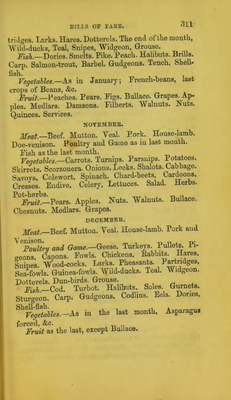 BILLS OF FARE. 311
tridges. Larks. Hares. Dotterels. The end of the month,
Wild-ducks, Teal, Snipes, Widgeon, Grouse.
Fish.—Dories. Smelts. Pike. Peach. Halibuts. Brills.
Carp. Salmon-trout, Barbel. Gudgeons. Tench. Shell-
fish.
Vegetables.—As in January; French-beans, last
crops of Beans, &c.
Fruit.—Peaches. Pears. Figs. Bullace. Grapes. Ap-
ples. Medlars. Damsons. Filberts. Walnuts. Nuts.
Quinces. Services.
NOVEMBER.
Meat.—Beef. Mutton. Veal. Pork. House-lamb.
Doe-venison. Poultry and Game as in last month.
Fish as the last month.
Vegetables.—Carrots. Turnips. Parsnips. Potatoes.
Skirrets. Scorzonera. Onions. Leeks. Shalots. Cabbage.
Savoys, Colewort, Spinach. Chard-beets, Cardoons,
Cresses. Endive, Celery, Lettuces. Salad. Herbs.
Pot-herbs.
Fruit.—Pears. Apples. Nuts. Walnuts. Bullace.
Chesnuts. Medlars. Grapes.
DECEMBER.
Meat.—Beef. Mutton. Veal. House-lamb. Pork and
Venison.
Poultry and Game.—Geese. Turkeys. Pullets. Pi-
geons. Capons. Fowls. Chickens. Rabbits. Hares.
Snipes. Wood-cocks. Larks. Pheasants. Partridges,
Sea-fowls. Guinea-fowls. Wild-ducks. Teal. Widgeon.
Dotterels. Dun-birds. Grouse.
Fish.—Cod. Turbot. Halibuts. Soles. Gurnets.
Sturgeon. Carp. Gudgeons. Codlins. Eels. Dories,
Shell-fish.
Vegetables.—As in the last month, Asparagus
forced, &c.
Fruit as the last, except Bullace.